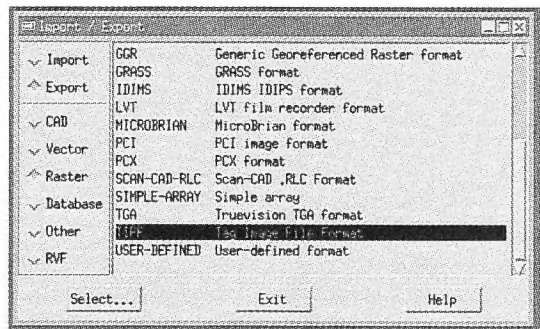 Import / Export
Import
Export
CAD
Vector
Raster
Database
Other
RVF
GGR Generic Georeferenced Raster format
GRASS GRASS format
IDIMS IDIMS IDIPS format
LVT LVT film recorder format
MICROBRIAN MicroBrian format
PCI PCI image format
PCX PCX format
SCAN-CAD-RLC Scan-CAD .RLC Format
SIMPLE-ARRAY Simple array
TGA Truevision TGA format
TIFF Tag Image File Format
USER-DEFINED User-defined format
Select... Exit Help